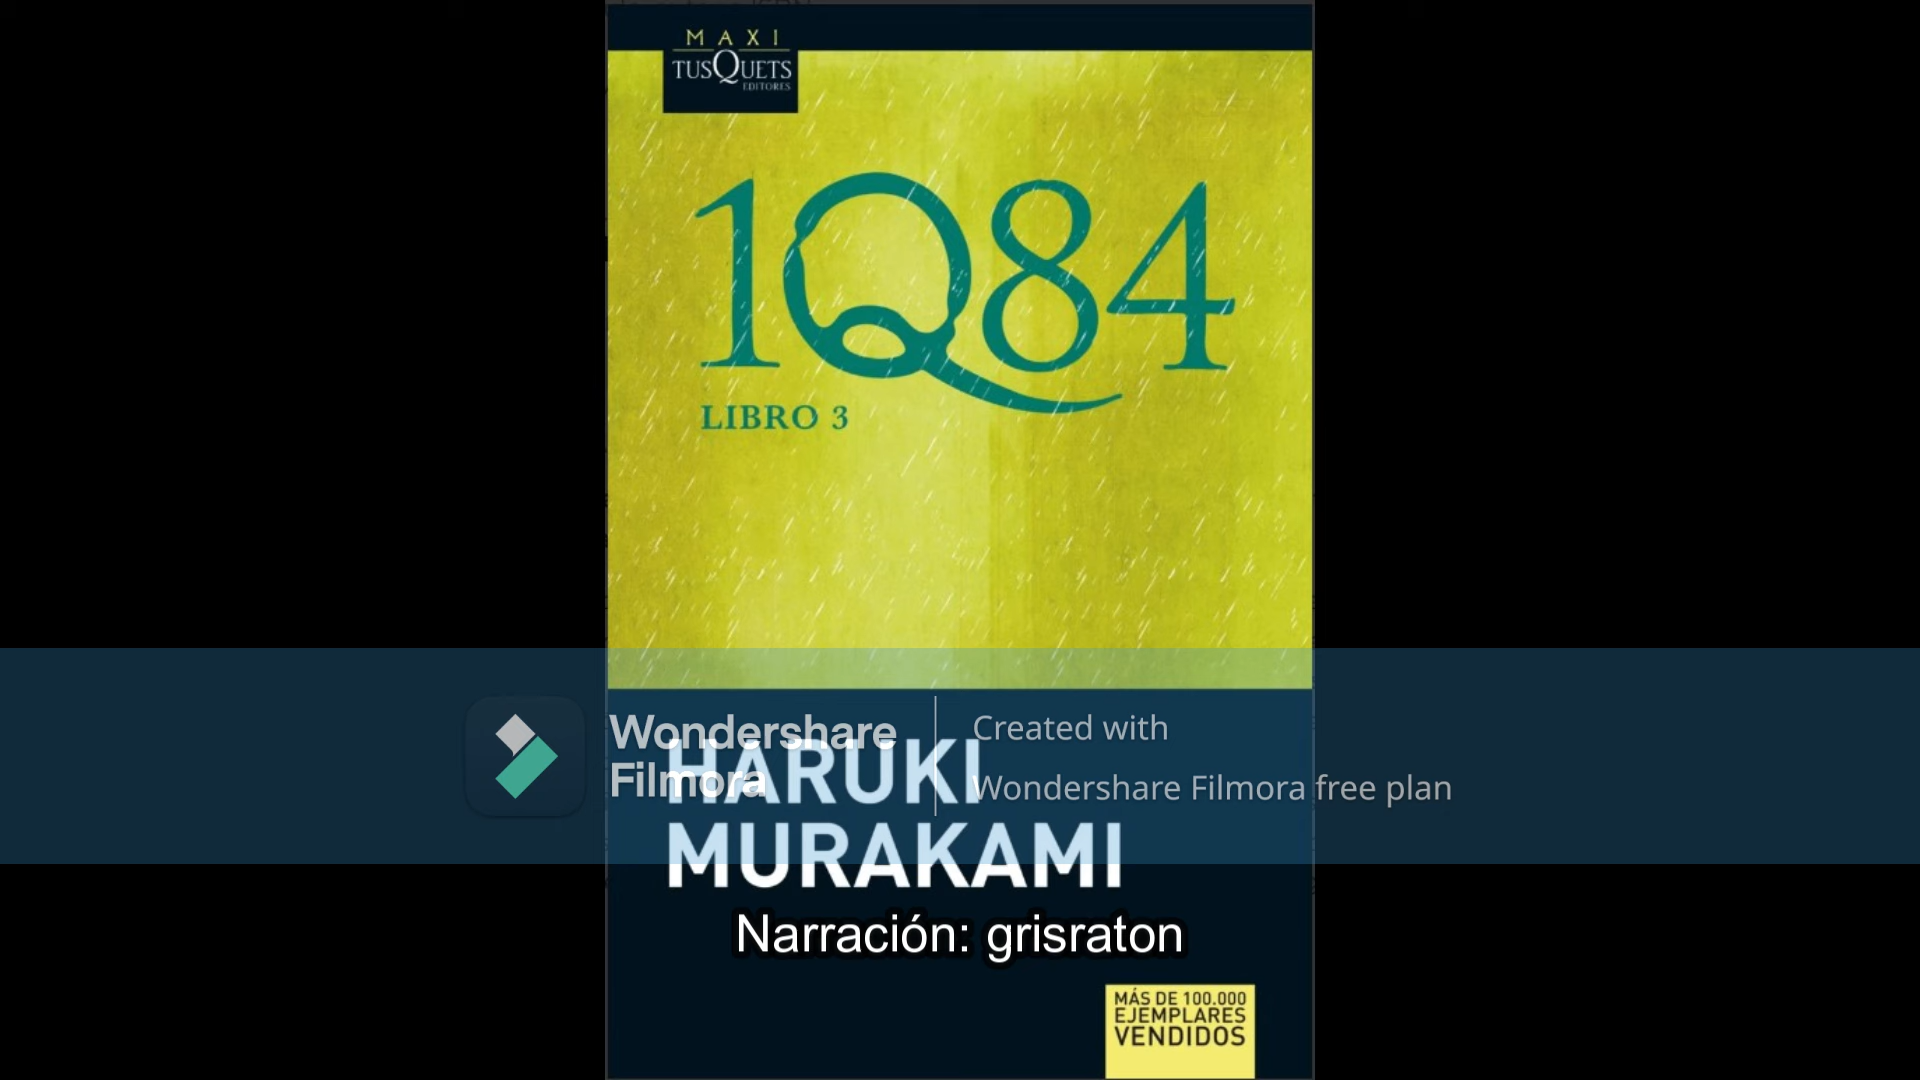 MAXI
TUSQUETS
EDITORES
1Q84
LIBRO 3
Wondershare
Filmora
Created with
Wondershare Filmora free plan
HARUKI
MURAKAMI
Narración: grisraton
MÁS DE 100.000
EJEMPLARES
VENDIDOS